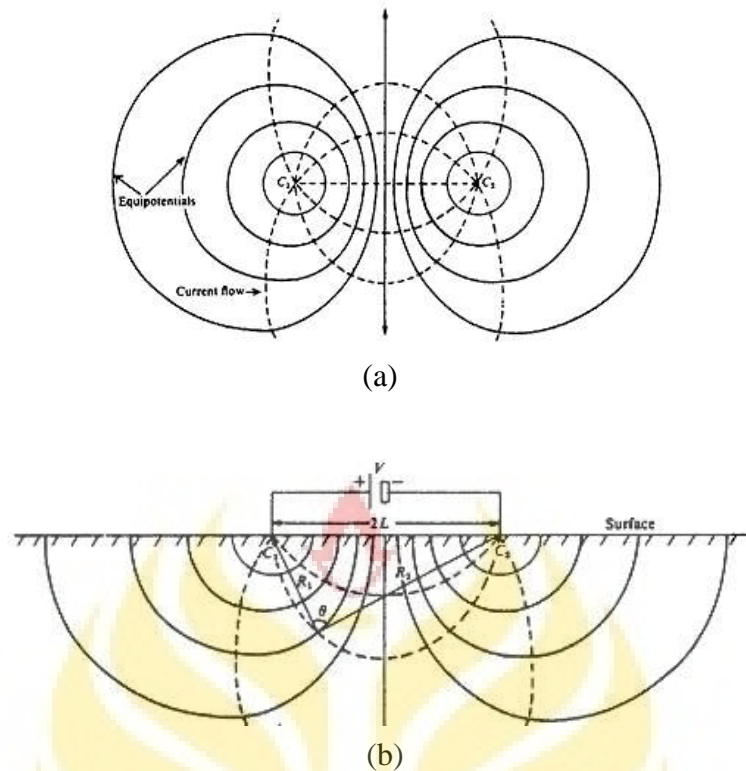 C₁
C₂
Equipotentials
Current flow
(a)
V
+
−
2L
Surface
C₁
C₂
R₁
R₂
θ
(b)